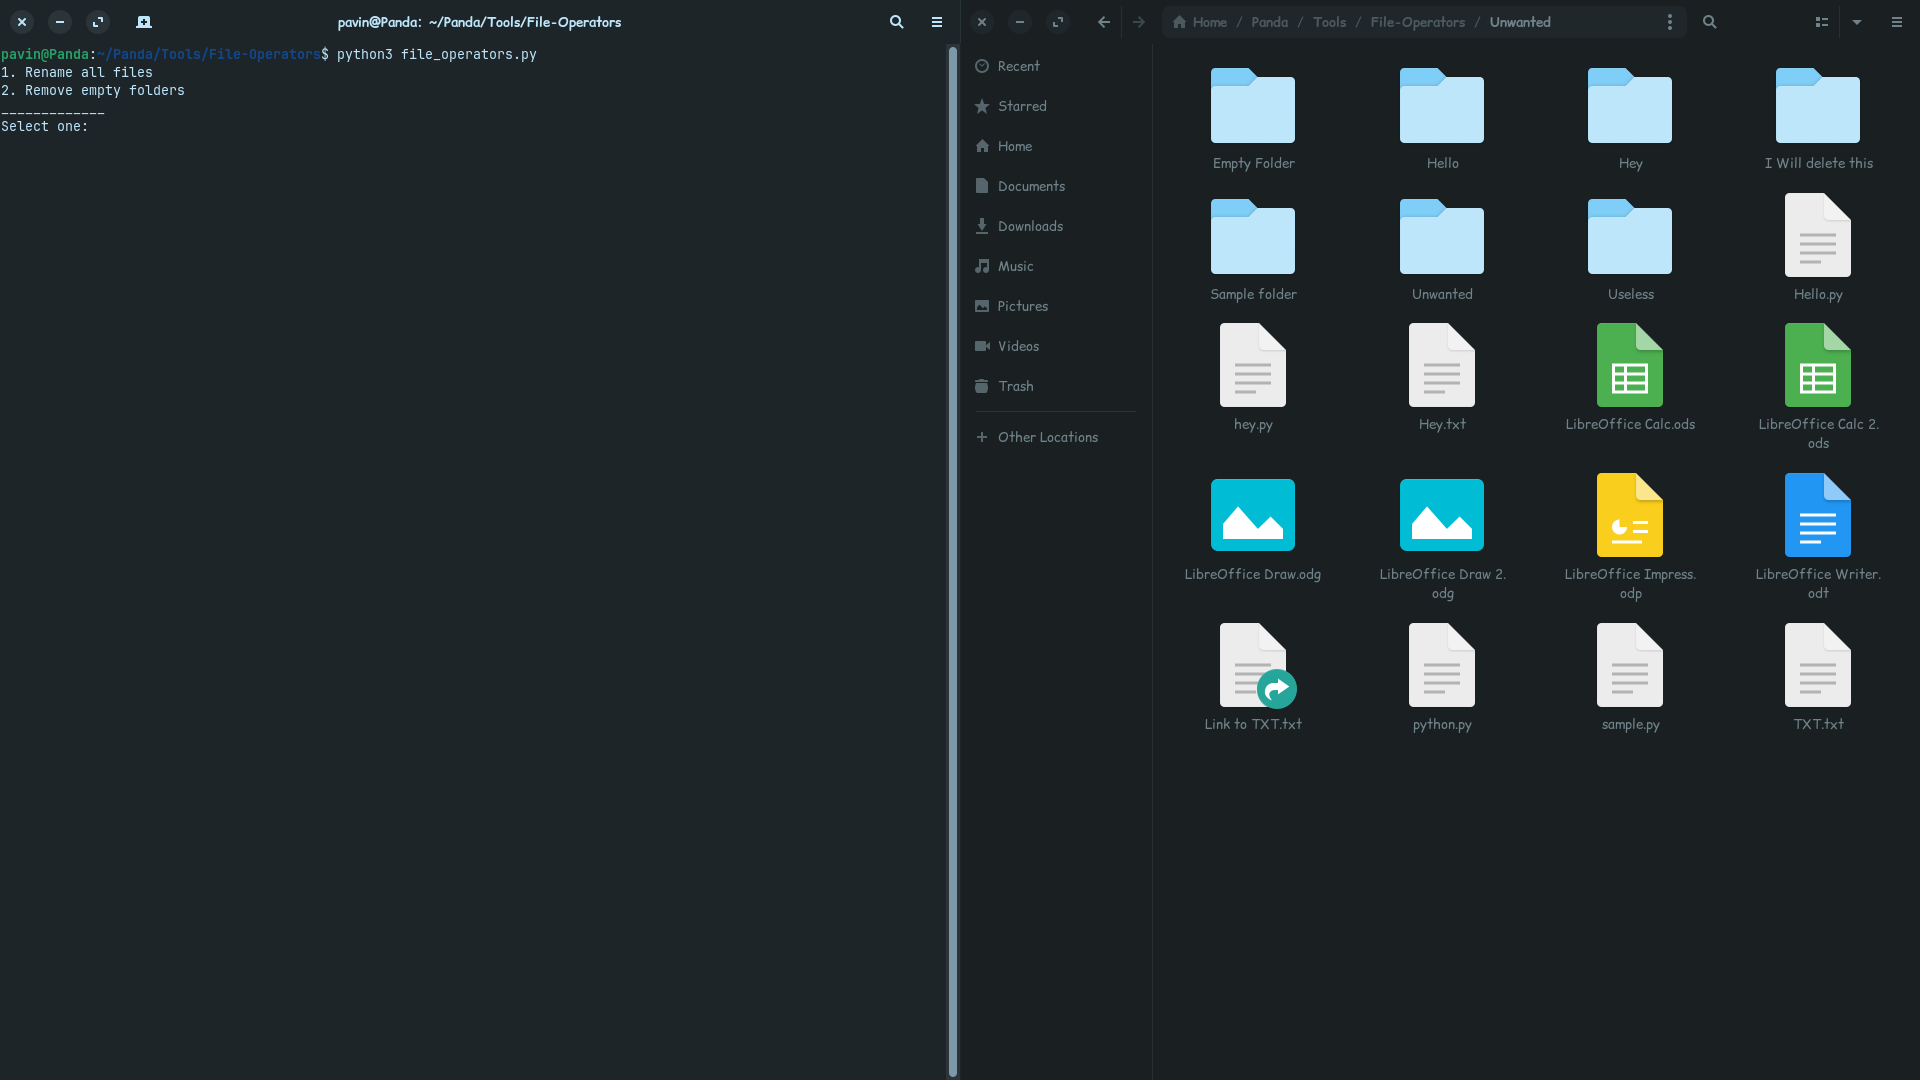 pavin@Panda: ~/Panda/Tools/File-Operators
pavin@Panda:~/Panda/Tools/File-Operators$ python3 file_operators.py
1. Rename all files
2. Remove empty folders
_____________
Select one:
Home / Panda / Tools / File-Operators / Unwanted
Recent
Starred
Home
Documents
Downloads
Music
Pictures
Videos
Trash
+ Other Locations
Empty Folder
Hello
Hey
I Will delete this
Sample folder
Unwanted
Useless
Hello.py
hey.py
Hey.txt
LibreOffice Calc.ods
LibreOffice Calc 2.
ods
LibreOffice Draw.odg
LibreOffice Draw 2.
odg
LibreOffice Impress.
odp
LibreOffice Writer.
odt
Link to TXT.txt
python.py
sample.py
TXT.txt